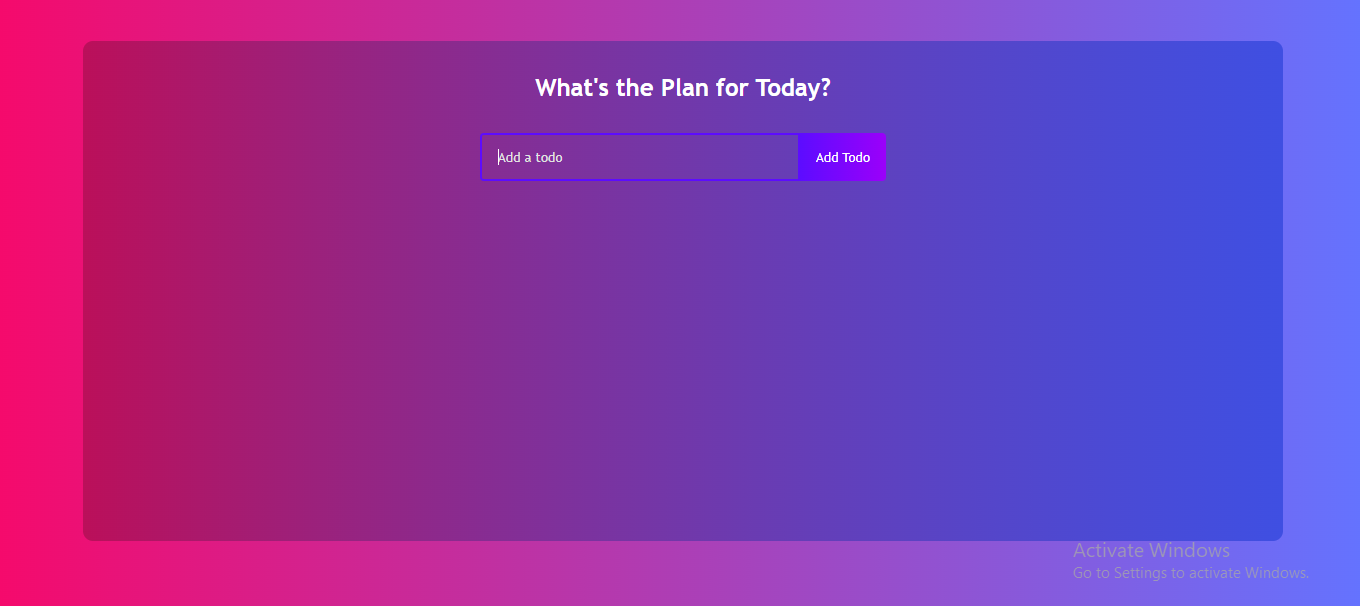 What's the Plan for Today?
Add a todo
Add Todo
Activate Windows
Go to Settings to activate Windows.